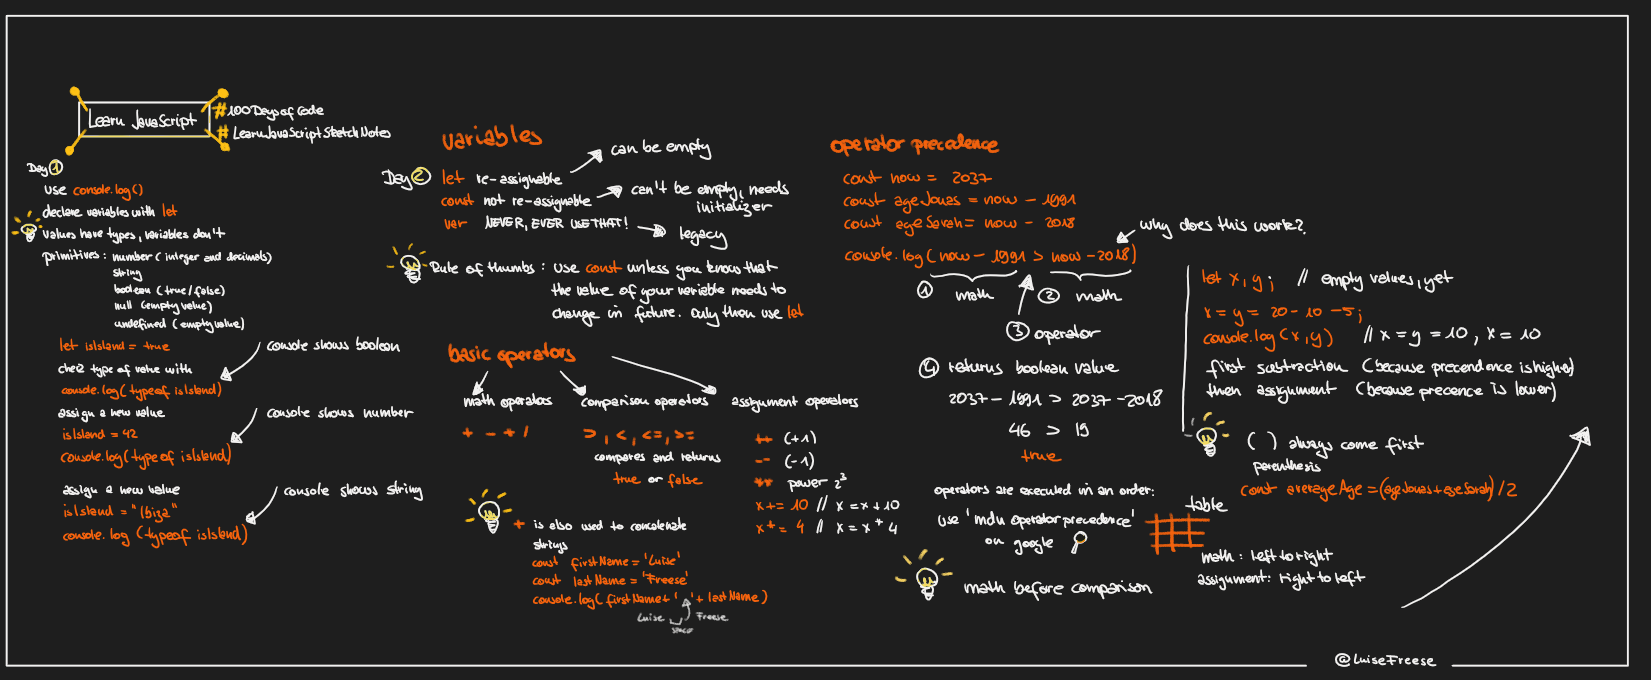 Learn JavaScript
#100DaysofCode
#LearnJavaScriptSketchNotes
Day 1
use console.log()
declare variables with let
values have types, variables don't
primitives: number (integer and decimals)
string
boolean (true/false)
null (empty value)
undefined (empty value)
let isIsland = true
console shows boolean
check type of value with
console.log(typeof isIsland)
assign a new value
console shows number
isIsland = 42
console.log(type of isIsland)
assign a new value
console shows string
isIsland = "Ibiza"
console.log (typeof isIsland)
variables
can be empty
Day 2 let re-assignable
const not re-assignable
can't be empty, needs
initializer
var NEVER, EVER USE THAT!
legacy
Rule of thumbs: use const unless you know that
the value of your variable needs to
change in future. Only then use let
basic operators
math operators
comparison operators
assignment operators
+ - * /
>, <, <=, >=
compares and returns
true or false
++ (+1)
-- (-1)
** power 2³
x += 10 // x = x + 10
x *= 4 // x = x * 4
+ is also used to concatenate
strings
const firstName = 'Luise'
const lastName = 'Freese'
console.log( firstName + ' ' + lastName )
Luise Freese
space
operator precedence
const now = 2037
const ageJonas = now - 1991
const ageSarah = now - 2018
why does this work?
console.log( now - 1991 > now - 2018)
1 math
2 math
3 operator
4 returns boolean value
2037 - 1991 > 2037 - 2018
46 > 19
true
operators are executed in an order:
use 'mdn operator precedence'
on google
table
math before comparison
math: left to right
assignment: right to left
let x, y; // empty values, yet
x = y = 20 - 10 - 5;
console.log(x, y) // x = y = 10, x = 10
first subtraction (because precendence is higher)
then assignment (because precence is lower)
( ) always come first
parenthesis
const averageAge = (ageJonas + ageSarah) / 2
@LuiseFreese